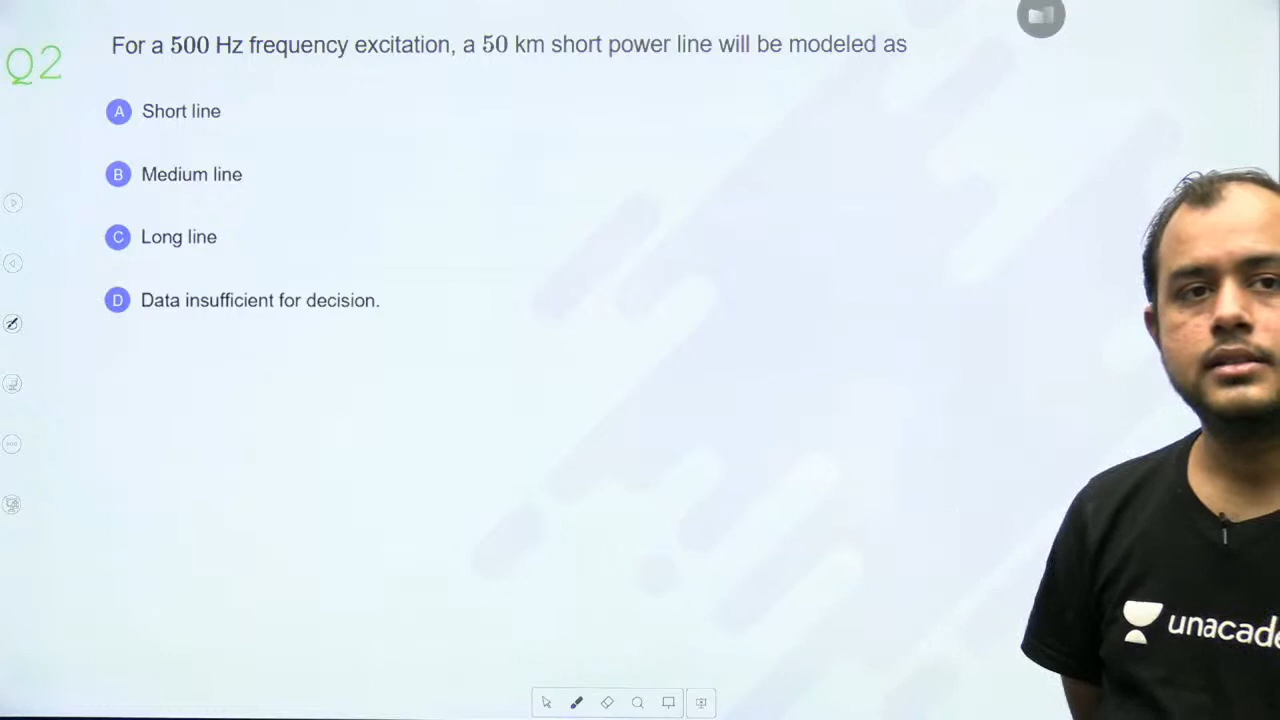 Q2
For a 500 Hz frequency excitation, a 50 km short power line will be modeled as
A Short line
B Medium line
C Long line
D Data insufficient for decision.
unacade